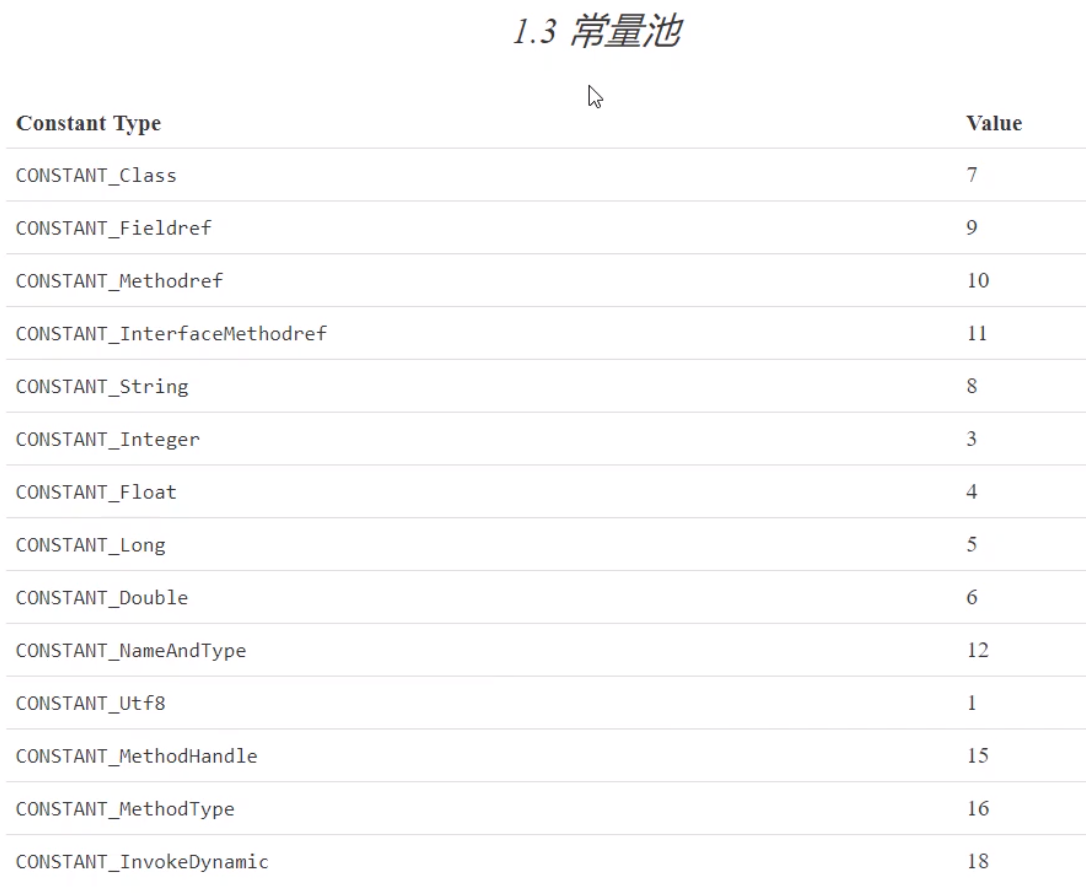 1.3 常量池
Constant Type Value
CONSTANT_Class 7
CONSTANT_Fieldref 9
CONSTANT_Methodref 10
CONSTANT_InterfaceMethodref 11
CONSTANT_String 8
CONSTANT_Integer 3
CONSTANT_Float 4
CONSTANT_Long 5
CONSTANT_Double 6
CONSTANT_NameAndType 12
CONSTANT_Utf8 1
CONSTANT_MethodHandle 15
CONSTANT_MethodType 16
CONSTANT_InvokeDynamic 18